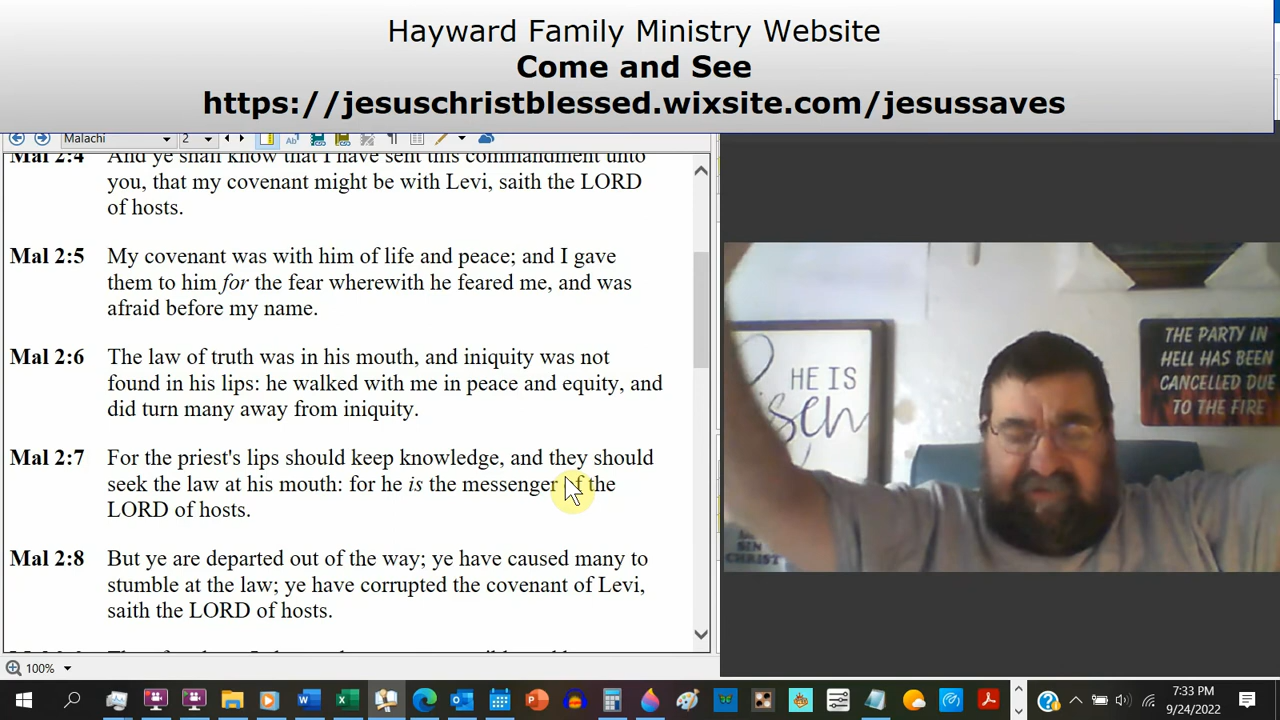 Hayward Family Ministry Website
Come and See
https://jesuschristblessed.wixsite.com/jesussaves
Malachi 2
Mal 2:4 And ye shall know that I have sent this commandment unto
you, that my covenant might be with Levi, saith the LORD
of hosts.
Mal 2:5 My covenant was with him of life and peace; and I gave
them to him for the fear wherewith he feared me, and was
afraid before my name.
Mal 2:6 The law of truth was in his mouth, and iniquity was not
found in his lips: he walked with me in peace and equity, and
did turn many away from iniquity.
Mal 2:7 For the priest's lips should keep knowledge, and they should
seek the law at his mouth: for he is the messenger of the
LORD of hosts.
Mal 2:8 But ye are departed out of the way; ye have caused many to
stumble at the law; ye have corrupted the covenant of Levi,
saith the LORD of hosts.
HE IS
Risen
THE PARTY IN
HELL HAS BEEN
CANCELLED DUE
TO THE FIRE
SIN
CHRIST
100%
7:33 PM
9/24/2022